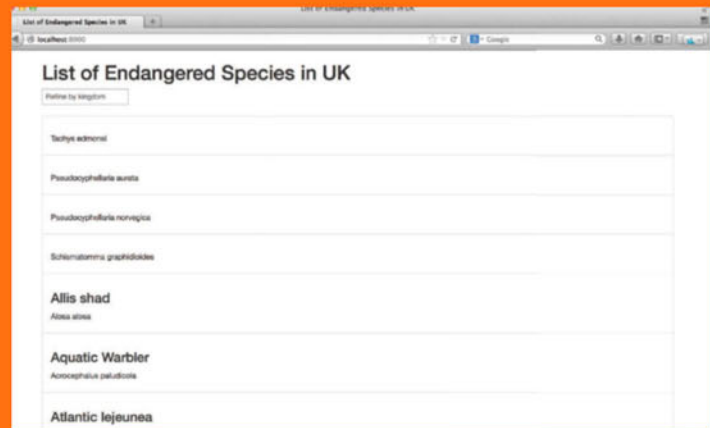 List of Endangered Species in UK
List of Endangered Species in UK
localhost:8000
Google
List of Endangered Species in UK
Refine by kingdom
Tachys edmonsi
Pseudocyphellaria aurata
Pseudocyphellaria norvegica
Schismatomma graphidioides
Allis shad
Alosa alosa
Aquatic Warbler
Acrocephalus paludicola
Atlantic lejeunea